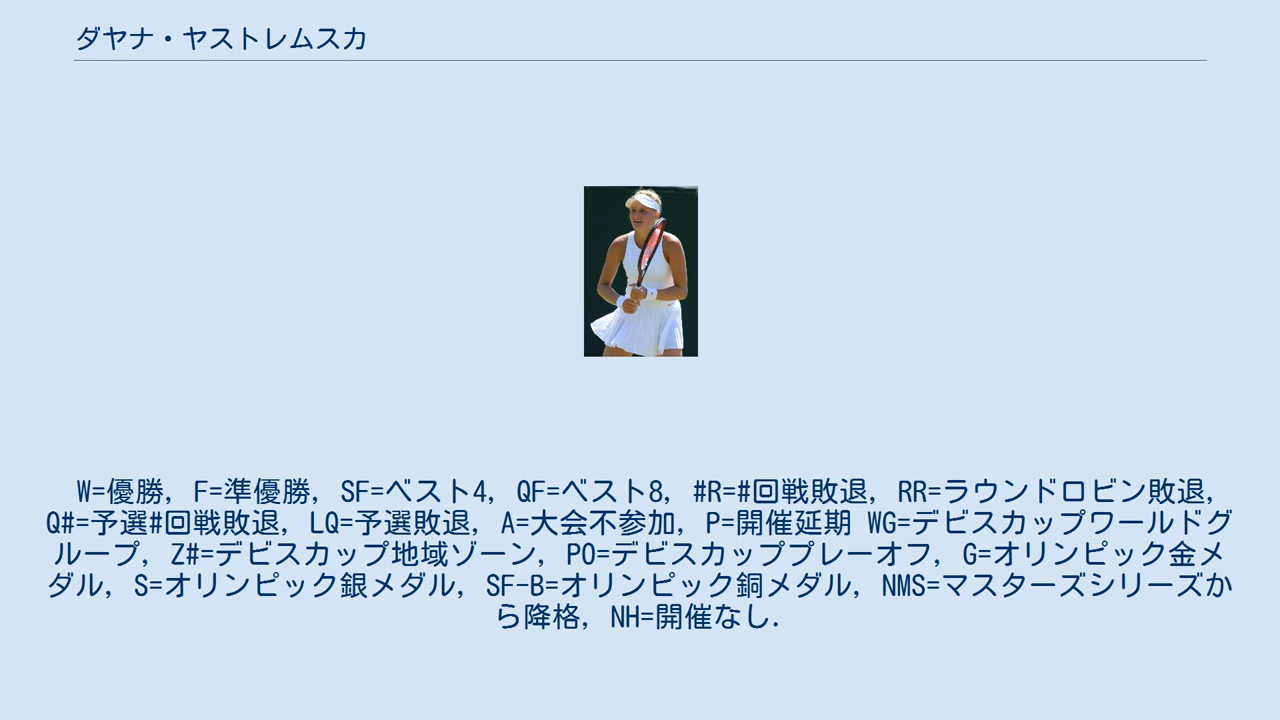 ダヤナ・ヤストレムスカ
W=優勝, F=準優勝, SF=ベスト4, QF=ベスト8, #R=#回戦敗退, RR=ラウンドロビン敗退,
Q#=予選#回戦敗退, LQ=予選敗退, A=大会不参加, P=開催延期 WG=デビスカップワールドグ
ループ, Z#=デビスカップ地域ゾーン, PO=デビスカッププレーオフ, G=オリンピック金メ
ダル, S=オリンピック銀メダル, SF-B=オリンピック銅メダル, NMS=マスターズシリーズか
ら降格, NH=開催なし.